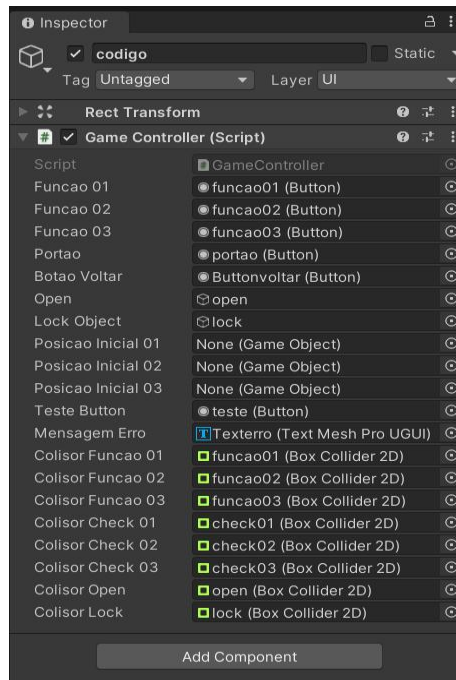 Inspector
codigo Static
Tag Untagged Layer UI
Rect Transform
# Game Controller (Script)
Script GameController
Funcao 01 funcao01 (Button)
Funcao 02 funcao02 (Button)
Funcao 03 funcao03 (Button)
Portao portao (Button)
Botao Voltar Buttonvoltar (Button)
Open open
Lock Object lock
Posicao Inicial 01 None (Game Object)
Posicao Inicial 02 None (Game Object)
Posicao Inicial 03 None (Game Object)
Teste Button teste (Button)
Mensagem Erro Texterro (Text Mesh Pro UGUI)
Colisor Funcao 01 funcao01 (Box Collider 2D)
Colisor Funcao 02 funcao02 (Box Collider 2D)
Colisor Funcao 03 funcao03 (Box Collider 2D)
Colisor Check 01 check01 (Box Collider 2D)
Colisor Check 02 check02 (Box Collider 2D)
Colisor Check 03 check03 (Box Collider 2D)
Colisor Open open (Box Collider 2D)
Colisor Lock lock (Box Collider 2D)
Add Component